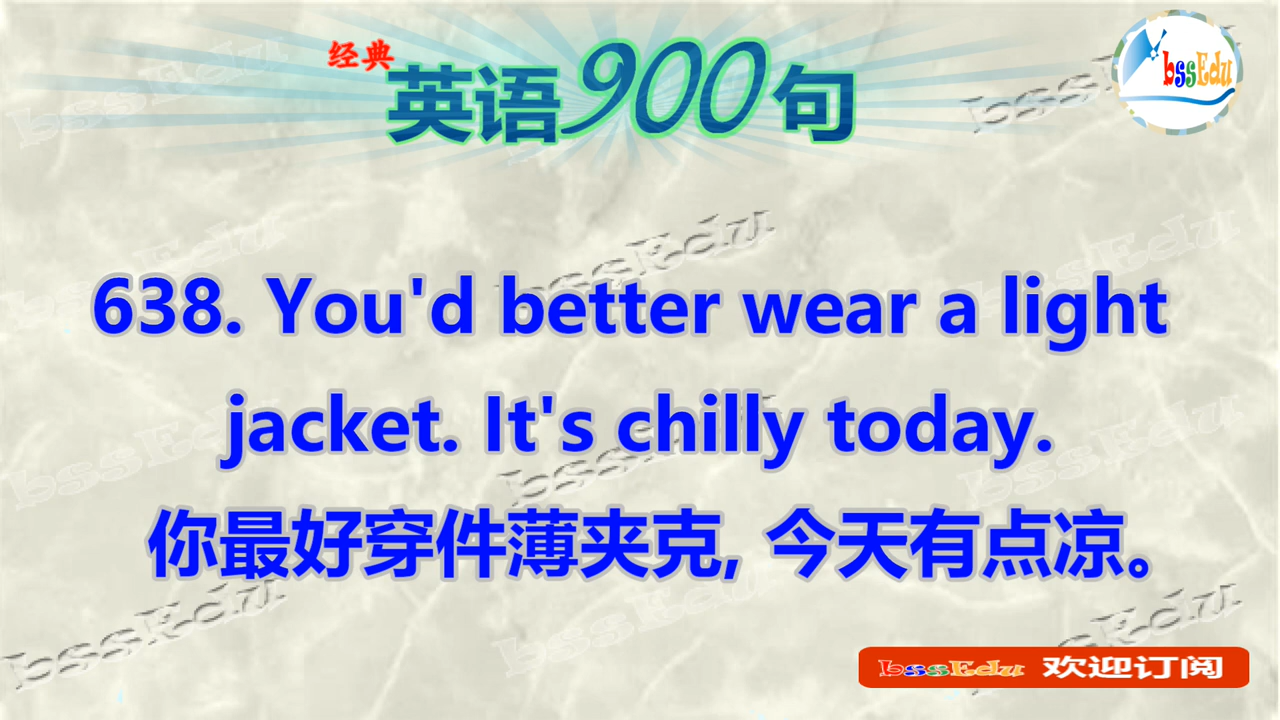 经典
英语900句
bssEdu
638. You'd better wear a light
jacket. It's chilly today.
你最好穿件薄夹克, 今天有点凉。
bssEdu 欢迎订阅